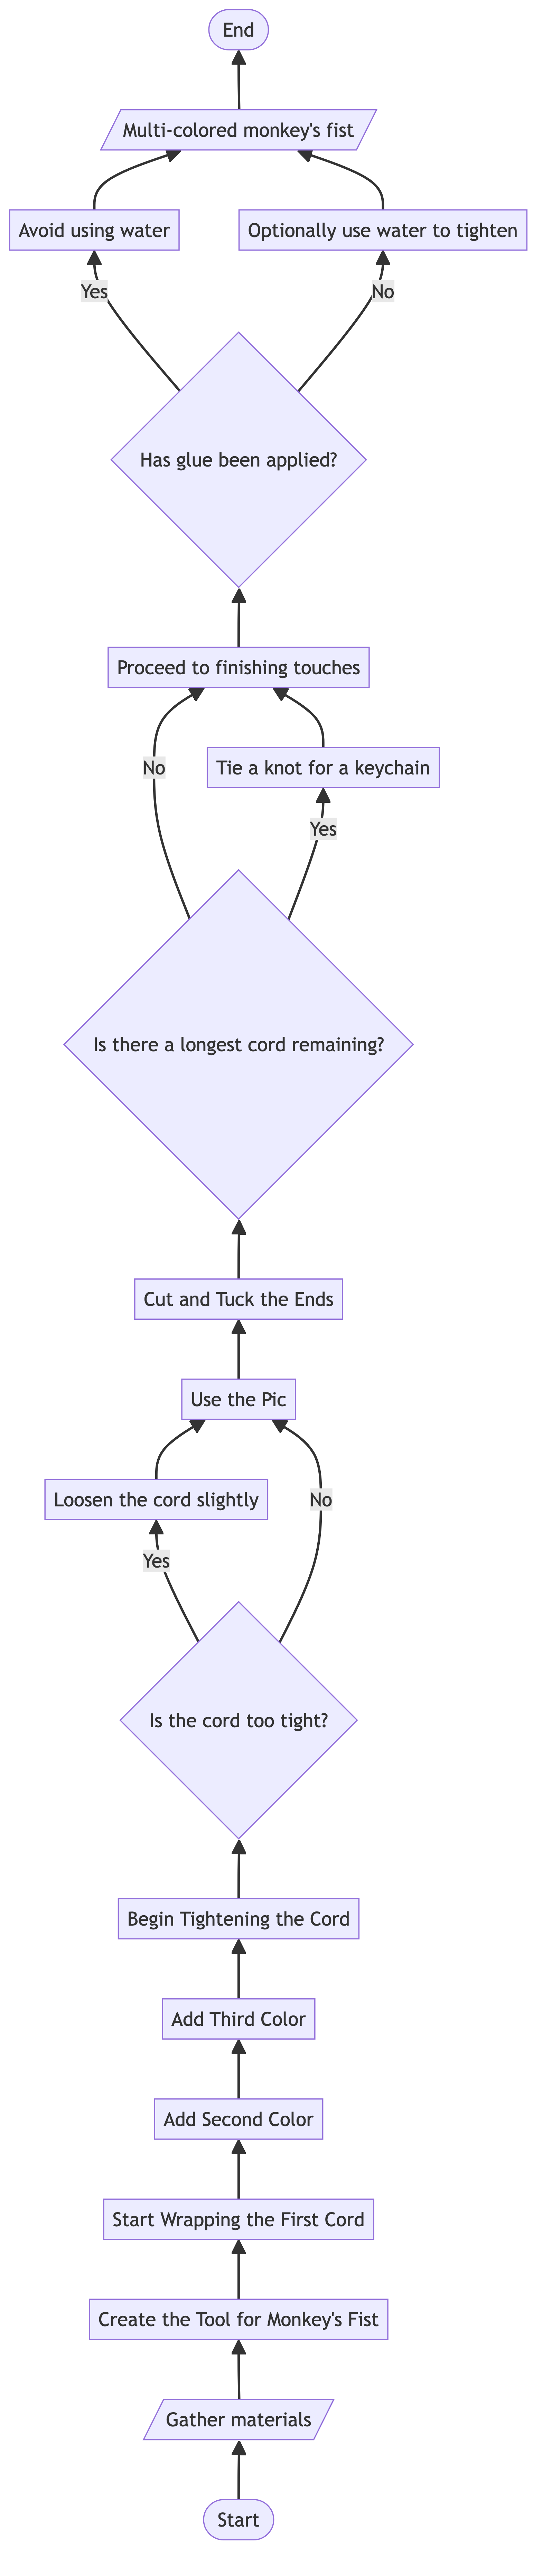 End
Multi-colored monkey's fist
Avoid using water
Optionally use water to tighten
Yes
No
Has glue been applied?
Proceed to finishing touches
No
Tie a knot for a keychain
Yes
Is there a longest cord remaining?
Cut and Tuck the Ends
Use the Pic
Loosen the cord slightly
No
Yes
Is the cord too tight?
Begin Tightening the Cord
Add Third Color
Add Second Color
Start Wrapping the First Cord
Create the Tool for Monkey's Fist
Gather materials
Start